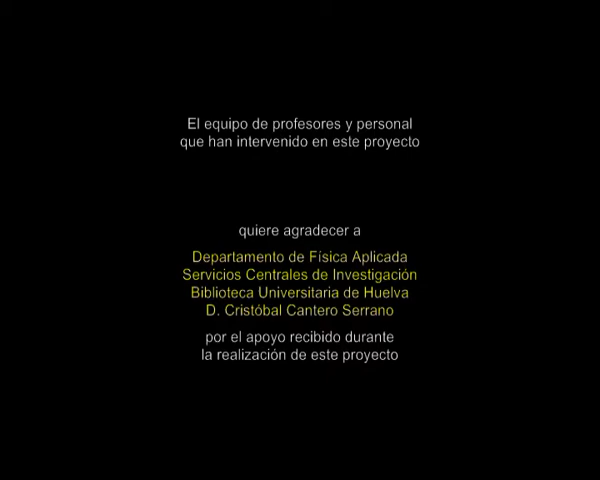 El equipo de profesores y personal
que han intervenido en este proyecto
quiere agradecer a
Departamento de Física Aplicada
Servicios Centrales de Investigación
Biblioteca Universitaria de Huelva
D. Cristóbal Cantero Serrano
por el apoyo recibido durante
la realización de este proyecto